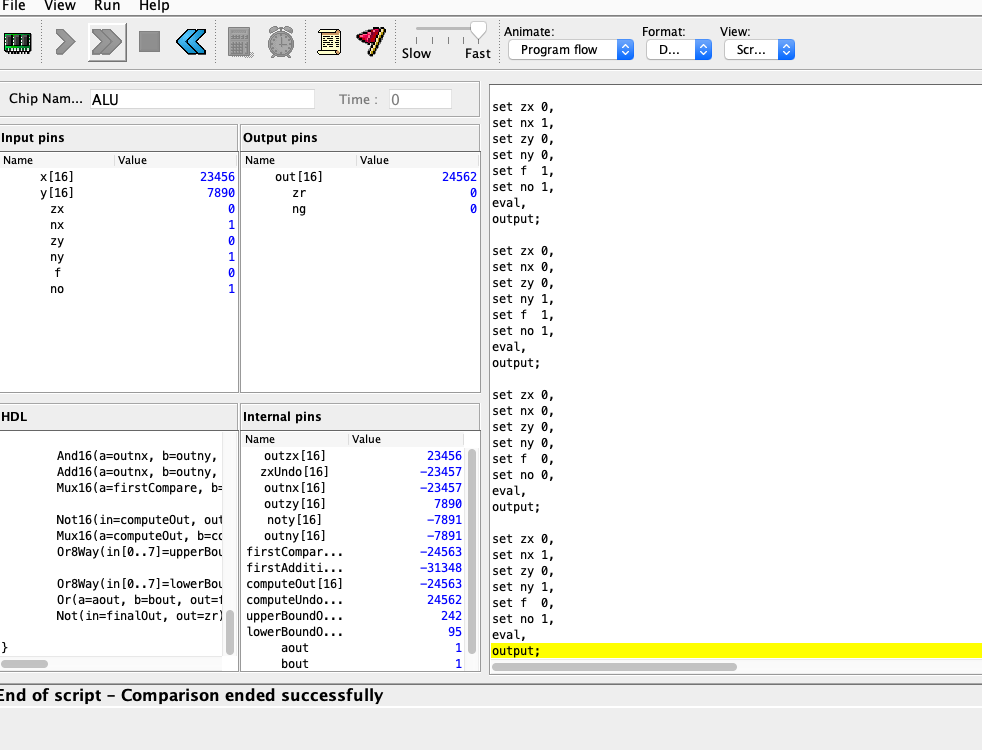 File View Run Help
Animate: Format: View:
Slow Fast Program flow D... Scr...
Chip Nam... ALU Time : 0
Input pins
Name Value
x[16] 23456
y[16] 7890
zx 0
nx 1
zy 0
ny 1
f 0
no 1
Output pins
Name Value
out[16] 24562
zr 0
ng 0
HDL
And16(a=outnx, b=outny,
Add16(a=outnx, b=outny,
Mux16(a=firstCompare, b=
Not16(in=computeOut, out
Mux16(a=computeOut, b=co
Or8Way(in[0..7]=upperBou
Or8Way(in[0..7]=lowerBou
Or(a=aout, b=bout, out=f
Not(in=finalOut, out=zr)
}
Internal pins
Name Value
outzx[16] 23456
zxUndo[16] -23457
outnx[16] -23457
outzy[16] 7890
noty[16] -7891
outny[16] -7891
firstCompar... -24563
firstAdditi... -31348
computeOut[16] -24563
computeUndo... 24562
upperBoundO... 242
lowerBoundO... 95
aout 1
bout 1
set zx 0,
set nx 1,
set zy 0,
set ny 0,
set f 1,
set no 1,
eval,
output;
set zx 0,
set nx 0,
set zy 0,
set ny 1,
set f 1,
set no 1,
eval,
output;
set zx 0,
set nx 0,
set zy 0,
set ny 0,
set f 0,
set no 0,
eval,
output;
set zx 0,
set nx 1,
set zy 0,
set ny 1,
set f 0,
set no 1,
eval,
output;
End of script – Comparison ended successfully